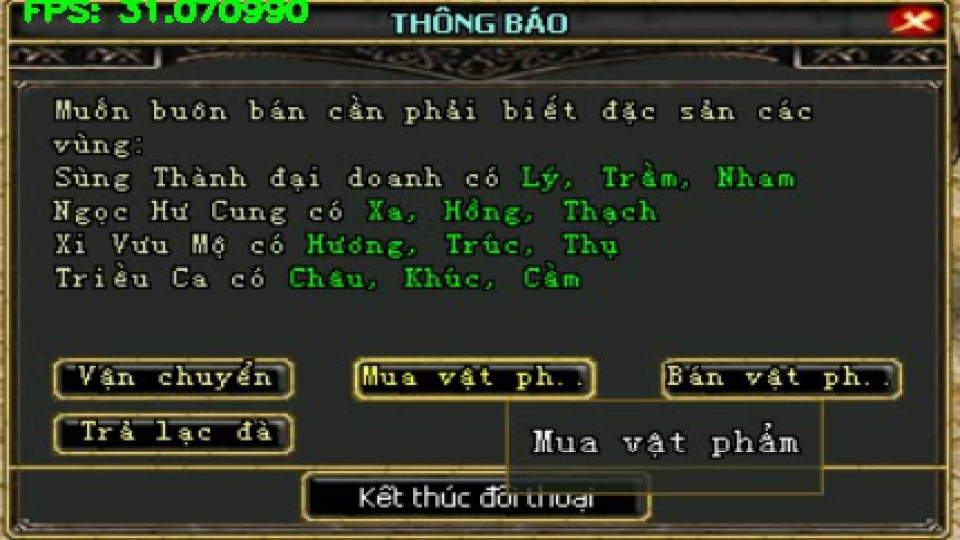 FPS: 31.070990
THÔNG BÁO
Muốn buôn bán cần phải biết đặc sản các
vùng:
Sùng Thành đại doanh có Lý, Trầm, Nham
Ngọc Hư Cung có Xa, Hồng, Thạch
Xi Vưu Mộ có Hương, Trúc, Thụ
Triều Ca có Châu, Khúc, Cầm
Vận chuyển
Mua vật ph..
Bán vật ph..
Trả lạc đà
Mua vật phẩm
Kết thúc đối thoại